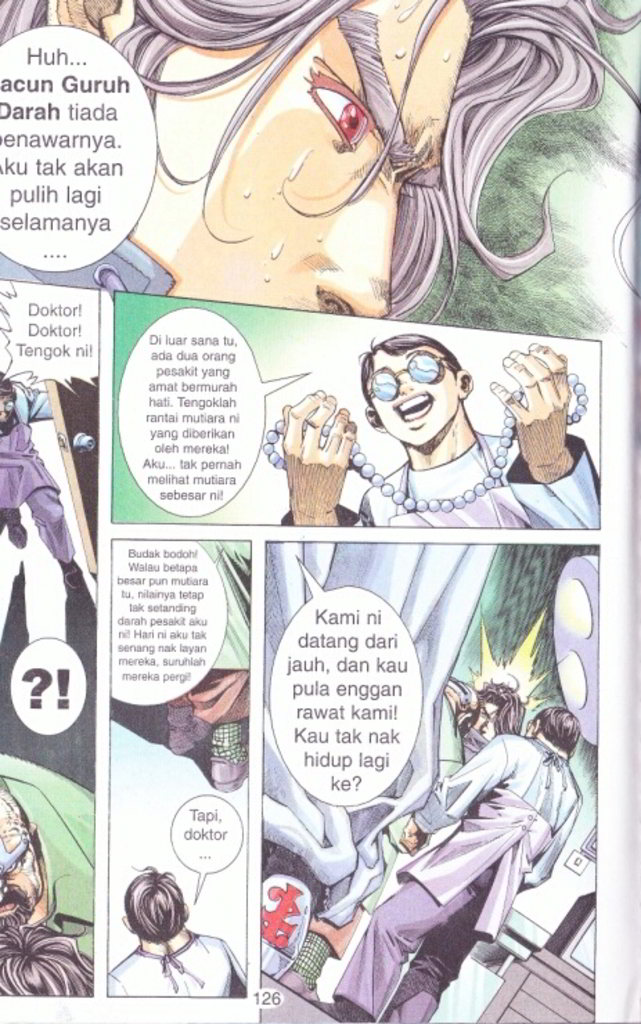 Huh...
acun Guruh
Darah tiada
penawarnya.
Aku tak akan
pulih lagi
selamanya
....
Doktor!
Doktor!
Tengok ni!
Di luar sana tu,
ada dua orang
pesakit yang
amat bermurah
hati. Tengoklah
rantai mutiara ni
yang diberikan
oleh mereka!
Aku... tak pernah
melihat mutiara
sebesar ni!
?!
Budak bodoh!
Walau betapa
besar pun mutiara
tu, nilainya tetap
tak setanding
darah pesakit aku
ni! Hari ni aku tak
senang nak layan
mereka, suruhlah
mereka pergi!
Tapi,
doktor
...
Kami ni
datang dari
jauh, dan kau
pula enggan
rawat kami!
Kau tak nak
hidup lagi
ke?
126